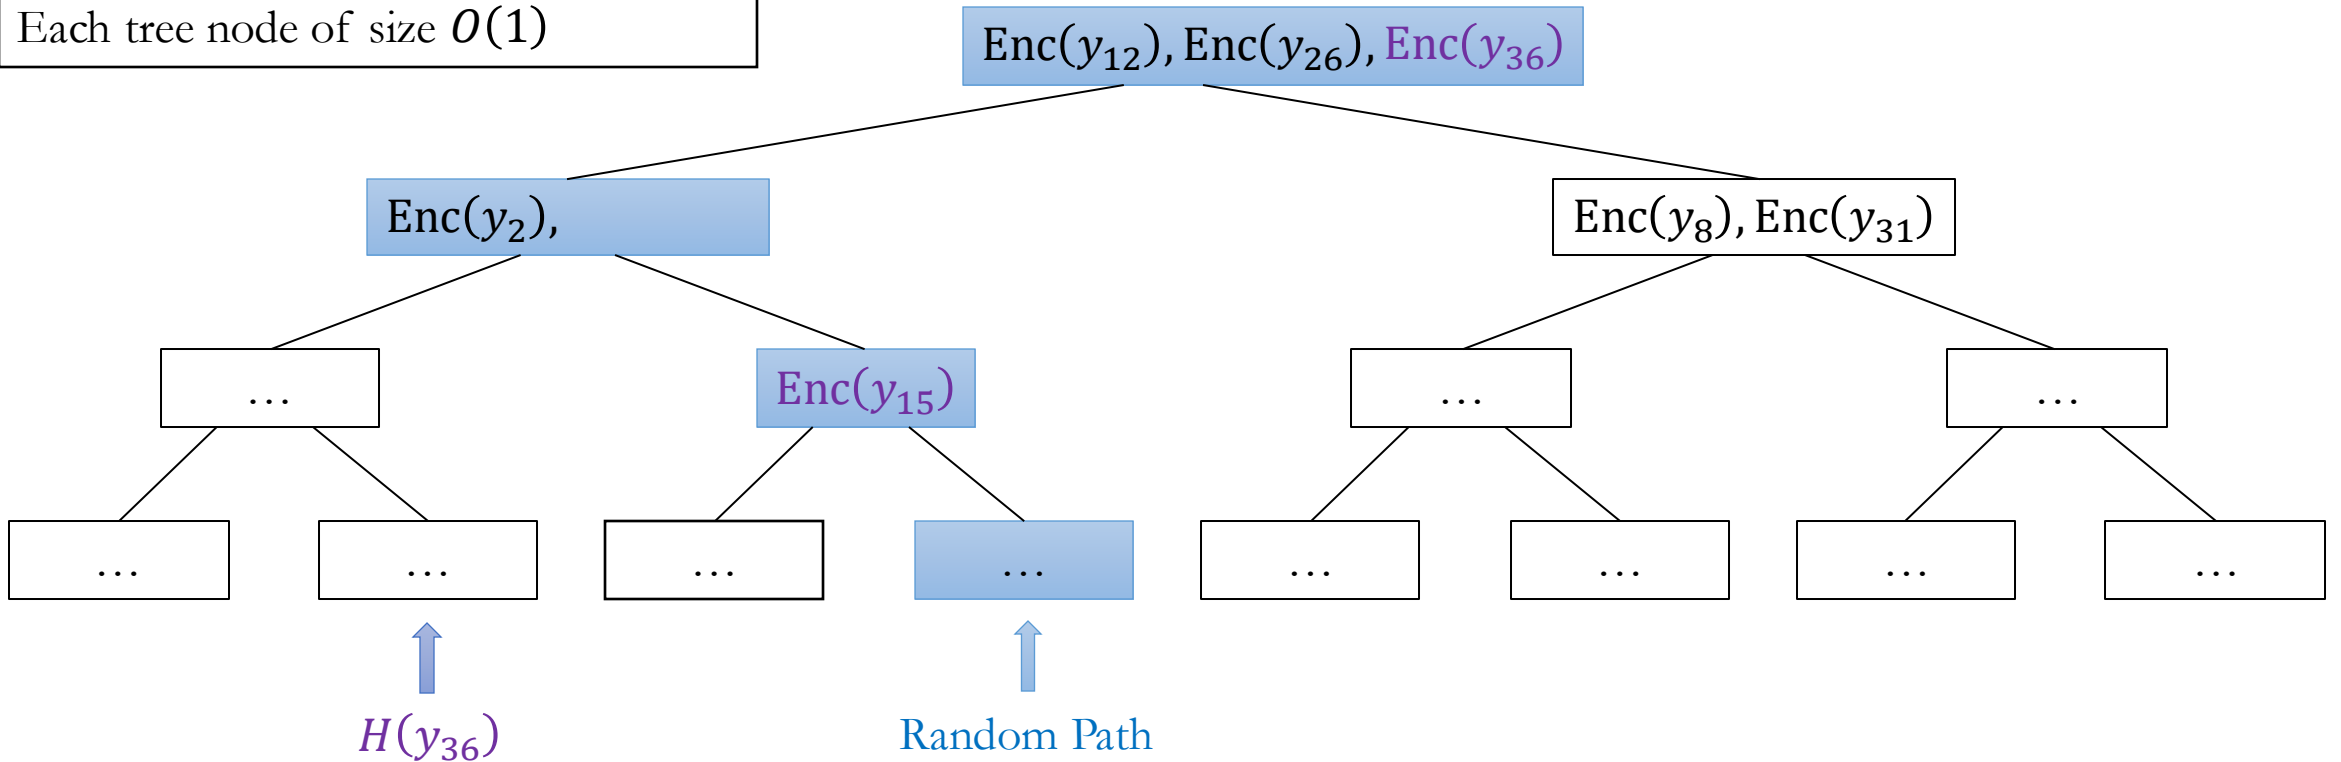 Each tree node of size O(1)
Enc(y₁₂), Enc(y₂₆), Enc(y₃₆)
Enc(y₂),
Enc(y₈), Enc(y₃₁)
...
Enc(y₁₅)
...
...
...
...
...
...
...
...
...
...
H(y₃₆)
Random Path